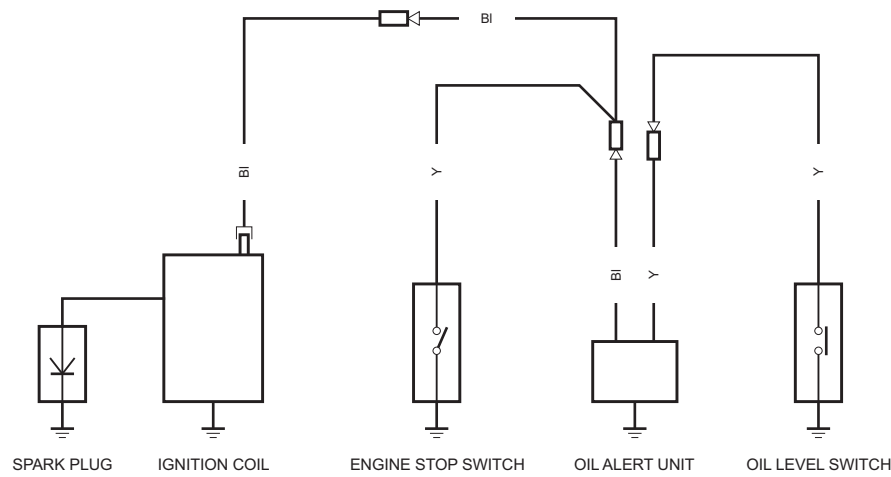 Bl
Bl
Y
Y
Bl
Y
SPARK PLUG
IGNITION COIL
ENGINE STOP SWITCH
OIL ALERT UNIT
OIL LEVEL SWITCH